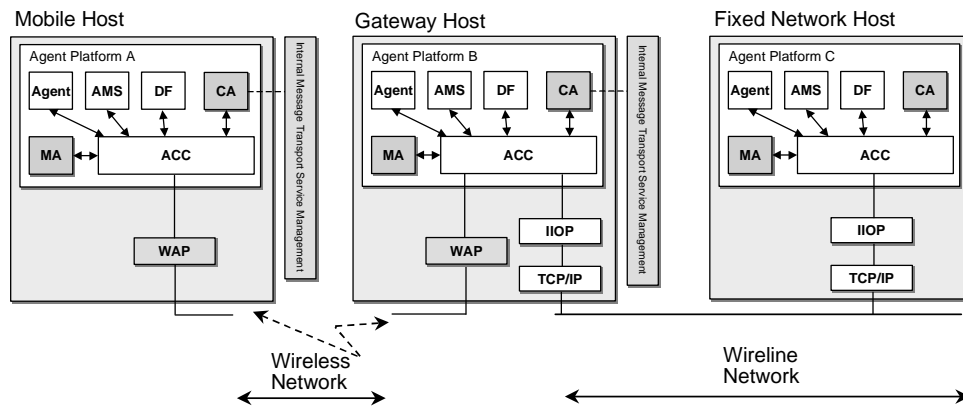 Mobile Host
Agent Platform A
Agent
AMS
DF
CA
MA
ACC
WAP
Internal Message Transport Service Management
Gateway Host
Agent Platform B
Agent
AMS
DF
CA
MA
ACC
WAP
IIOP
TCP/IP
Internal Message Transport Service Management
Fixed Network Host
Agent Platform C
Agent
AMS
DF
CA
MA
ACC
IIOP
TCP/IP
Wireless
Network
Wireline
Network